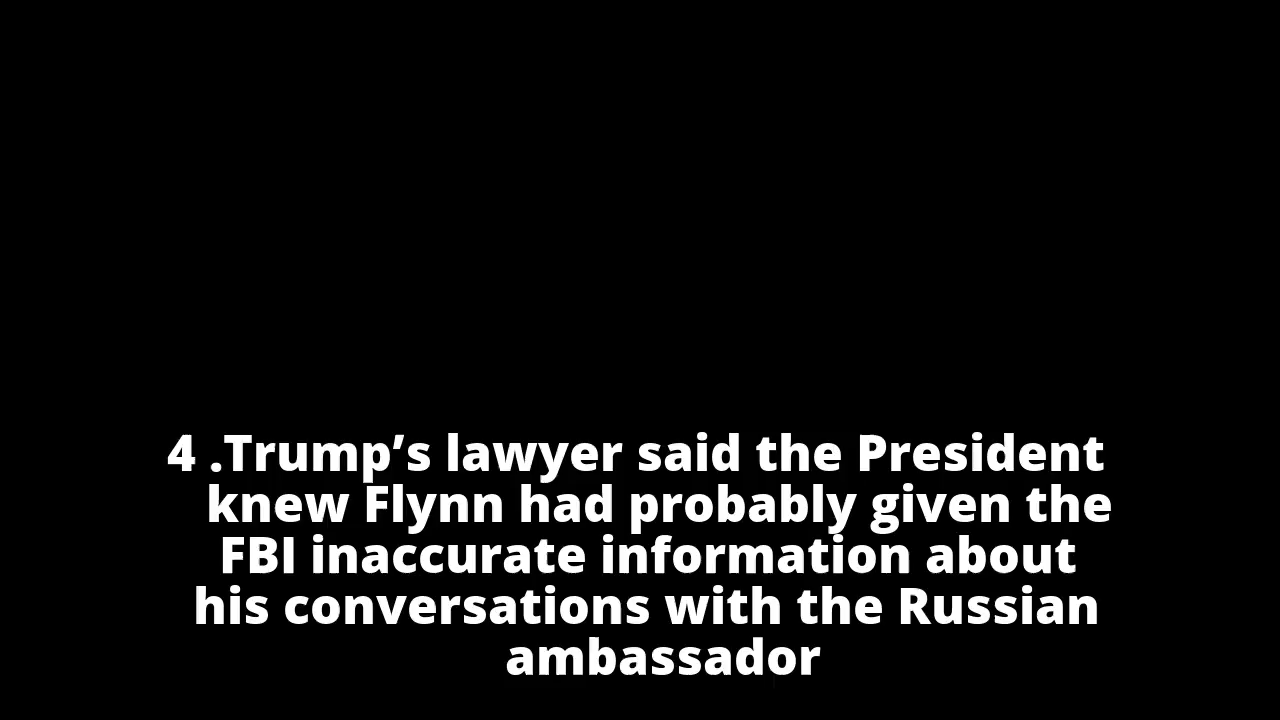 4 .Trump’s lawyer said the President
knew Flynn had probably given the
FBI inaccurate information about
his conversations with the Russian
ambassador